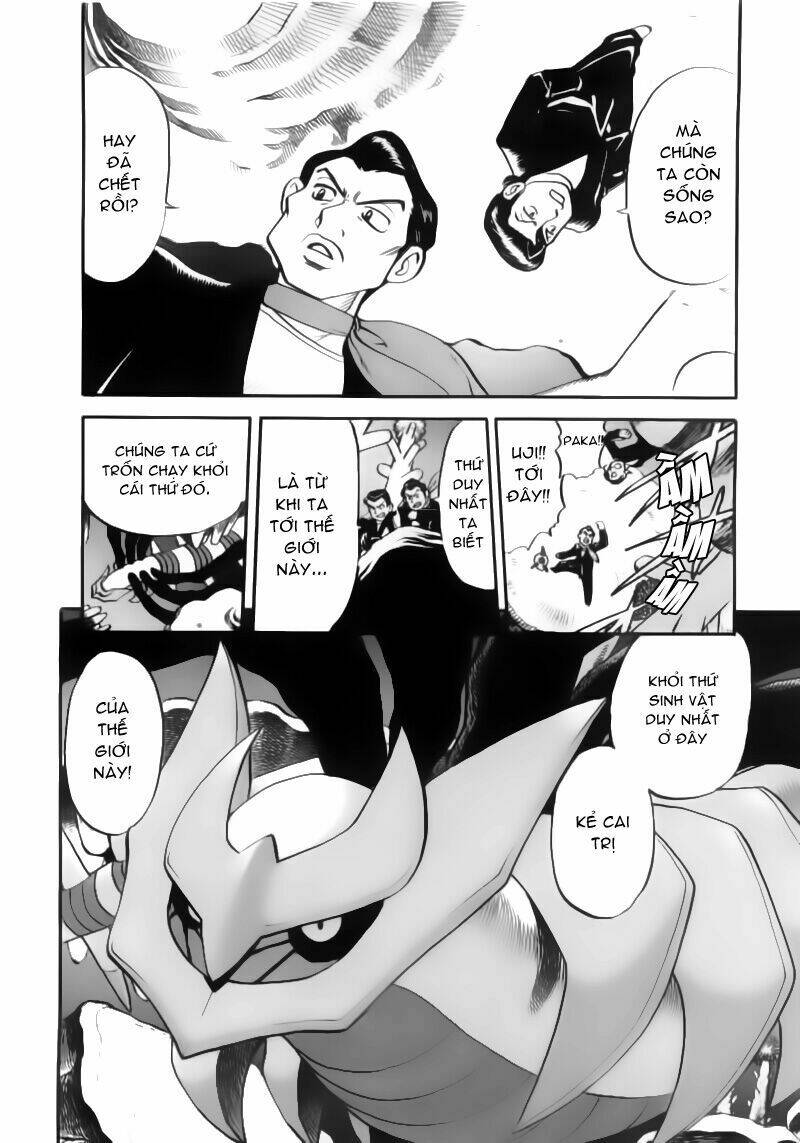 MÀ
CHÚNG
TA CÒN
SỐNG
SAO?
HAY
ĐÃ
CHẾT
RỒI?
PAKA!!
UJI!!
TỚI
ĐÂY!!
ẦM
ẦM
ẦM
THỨ
DUY
NHẤT
TA
BIẾT
LÀ TỪ
KHI TA
TỚI THẾ
GIỚI
NÀY...
CHÚNG TA CỨ
TRỐN CHẠY KHỎI
CÁI THỨ ĐÓ.
KHỎI THỨ
SINH VẬT
DUY NHẤT
Ở ĐÂY
KẺ CAI
TRỊ
CỦA
THẾ
GIỚI
NÀY!